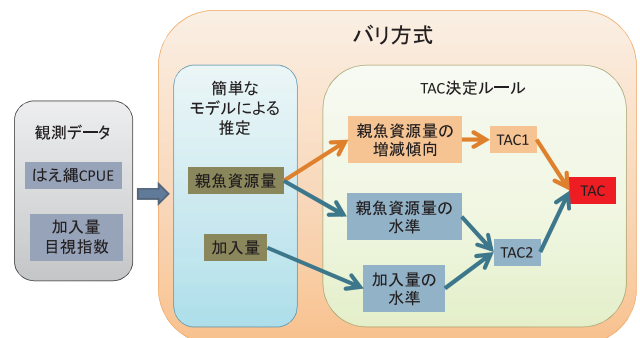 バリ方式
観測データ
はえ縄CPUE
加入量
目視指数
簡単な
モデルによる
推定
親魚資源量
加入量
TAC決定ルール
親魚資源量の
増減傾向
TAC1
親魚資源量の
水準
加入量の
水準
TAC2
TAC